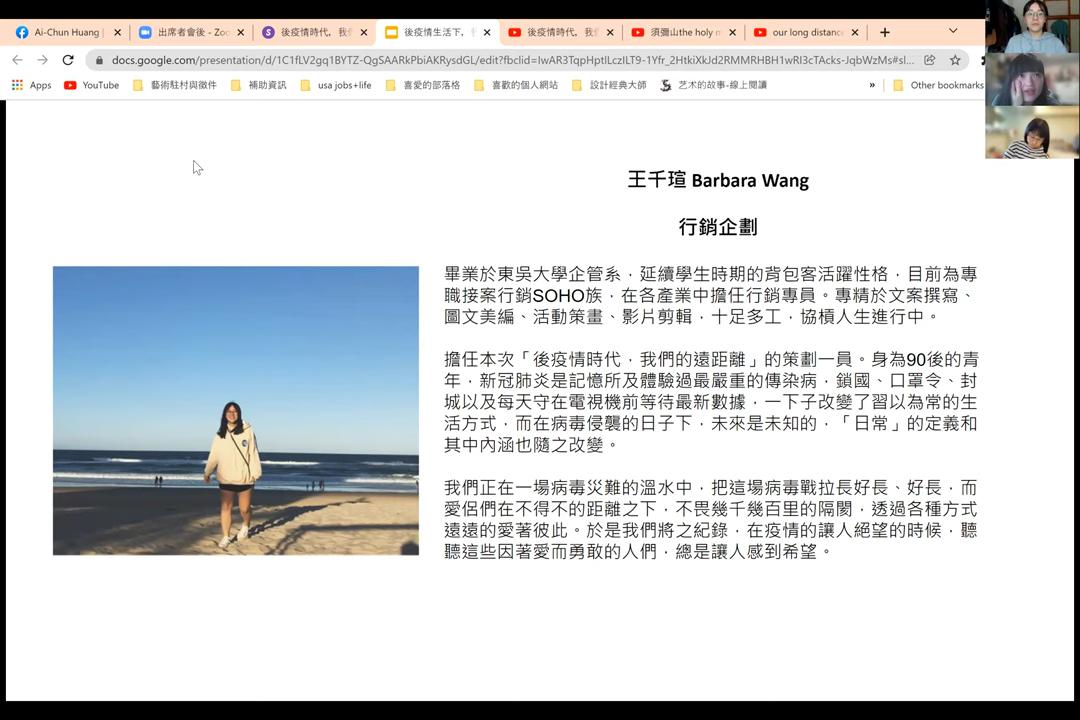 Ai-Chun Huang |
出席者會後 - Zoo
後疫情時代，我們
後疫情生活下，
後疫情時代，我們
須彌山the holy m
our long distance
docs.google.com/presentation/d/1C1fLV2gq1BYTZ-QgSAARkPbiAKRysdGL/edit?fbclid=IwAR3TqpHptlLczILT9-1Yfr_2HtkiXkJd2RMMRHBH1wRI3cTAcks-JqbWzMs#sl...
Apps
YouTube
藝術駐村與徵件
補助資訊
usa jobs+life
喜愛的部落格
喜歡的個人網站
設計經典大師
艺术的故事-線上閱讀
»
Other bookmarks
王千瑄 Barbara Wang
行銷企劃
畢業於東吳大學企管系，延續學生時期的背包客活躍性格，目前為專
職接案行銷SOHO族，在各產業中擔任行銷專員。專精於文案撰寫、
圖文美編、活動策畫、影片剪輯，十足多工，協槓人生進行中。
擔任本次「後疫情時代，我們的遠距離」的策劃一員。身為90後的青
年，新冠肺炎是記憶所及體驗過最嚴重的傳染病，鎖國、口罩令、封
城以及每天守在電視機前等待最新數據，一下子改變了習以為常的生
活方式，而在病毒侵襲的日子下，未來是未知的，「日常」的定義和
其中內涵也隨之改變。
我們正在一場病毒災難的溫水中，把這場病毒戰拉長好長、好長，而
愛侶們在不得不的距離之下，不畏幾千幾百里的隔閡，透過各種方式
遠遠的愛著彼此。於是我們將之紀錄，在疫情的讓人絕望的時候，聽
聽這些因著愛而勇敢的人們，總是讓人感到希望。